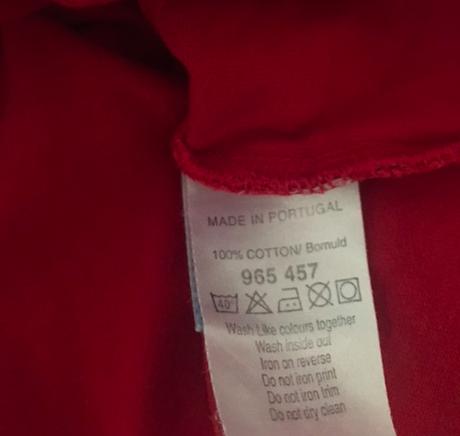 MADE IN PORTUGAL
100% COTTON/ Bomuld
965 457
40°
Wash Like colours together
Wash inside out
Iron on reverse
Do not iron print
Do not iron trim
Do not dry clean